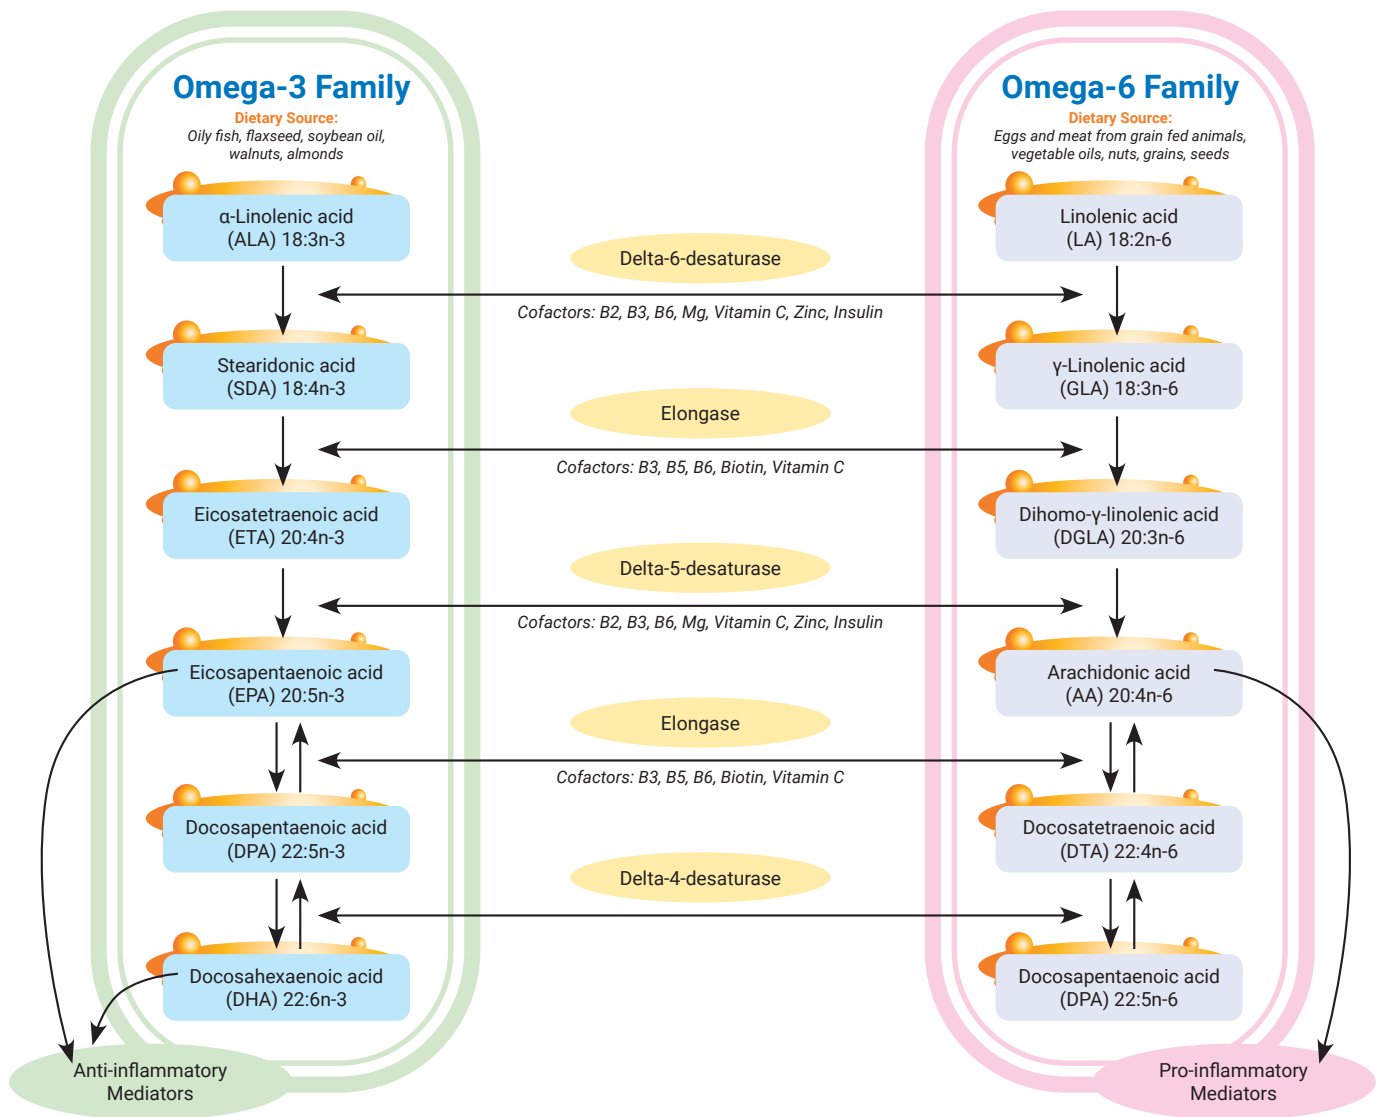 Omega-3 Family
Dietary Source:
Oily fish, flaxseed, soybean oil,
walnuts, almonds
α-Linolenic acid
(ALA) 18:3n-3
Stearidonic acid
(SDA) 18:4n-3
Eicosatetraenoic acid
(ETA) 20:4n-3
Eicosapentaenoic acid
(EPA) 20:5n-3
Docosapentaenoic acid
(DPA) 22:5n-3
Docosahexaenoic acid
(DHA) 22:6n-3
Anti-inflammatory
Mediators
Delta-6-desaturase
Cofactors: B2, B3, B6, Mg, Vitamin C, Zinc, Insulin
Elongase
Cofactors: B3, B5, B6, Biotin, Vitamin C
Delta-5-desaturase
Cofactors: B2, B3, B6, Mg, Vitamin C, Zinc, Insulin
Elongase
Cofactors: B3, B5, B6, Biotin, Vitamin C
Delta-4-desaturase
Omega-6 Family
Dietary Source:
Eggs and meat from grain fed animals,
vegetable oils, nuts, grains, seeds
Linolenic acid
(LA) 18:2n-6
γ-Linolenic acid
(GLA) 18:3n-6
Dihomo-γ-linolenic acid
(DGLA) 20:3n-6
Arachidonic acid
(AA) 20:4n-6
Docosatetraenoic acid
(DTA) 22:4n-6
Docosapentaenoic acid
(DPA) 22:5n-6
Pro-inflammatory
Mediators